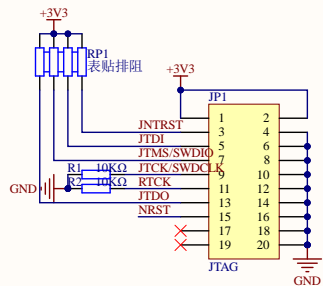 +3V3
RP1
表贴排阻
+3V3
JP1
JNTRST 1 2
3 4
JTDI 5 6
JTMS/SWDIO 7 8
R1 10KΩ JTCK/SWDCLK 9 10
R2 10KΩ RTCK 11 12
GND
JTDO 13 14
NRST 15 16
17 18
19 20
JTAG
GND